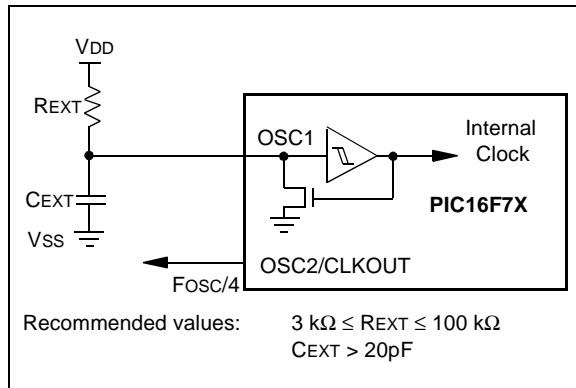 VDD
REXT
CEXT
VSS
OSC1
Internal
Clock
PIC16F7X
OSC2/CLKOUT
FOSC/4
Recommended values: 3 kΩ ≤ REXT ≤ 100 kΩ
CEXT > 20pF